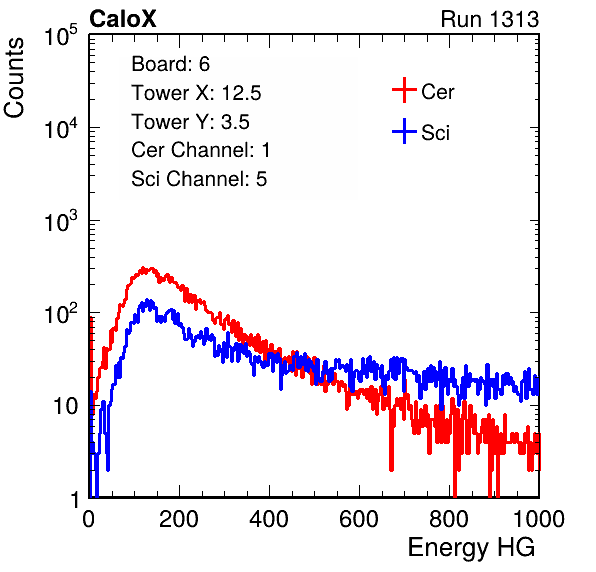 CaloX Run 1313
Counts
10^5
10^4
10^3
10^2
10
1
Board: 6
Tower X: 12.5
Tower Y: 3.5
Cer Channel: 1
Sci Channel: 5
Cer
Sci
0 200 400 600 800 1000
Energy HG